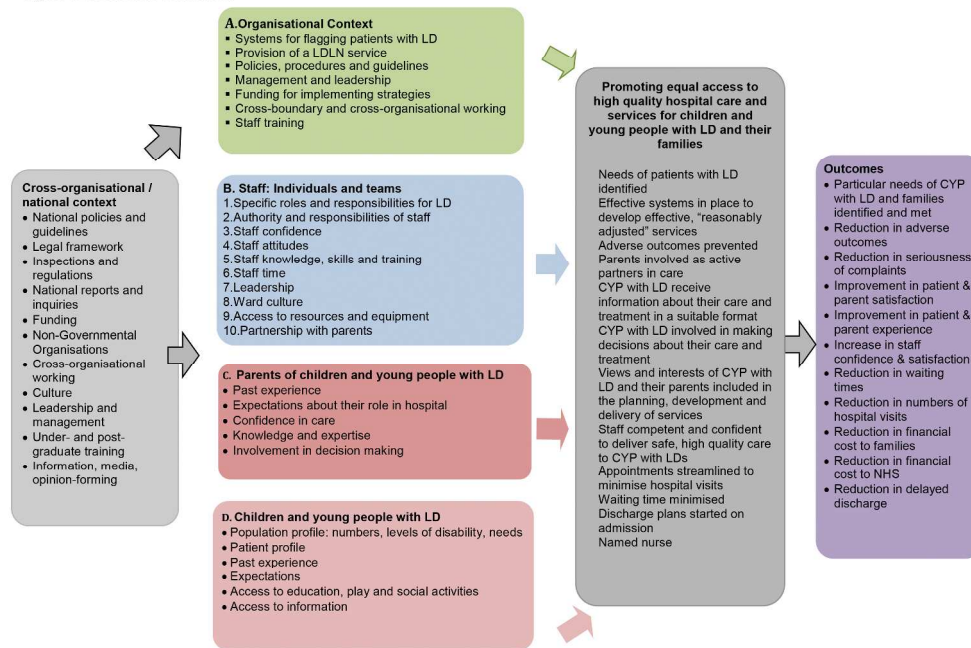 Cross-organisational /
national context
● National policies and
guidelines
● Legal framework
● Inspections and
regulations
● National reports and
inquiries
● Funding
● Non-Governmental
Organisations
● Cross-organisational
working
● Culture
● Leadership and
management
● Under- and post-
graduate training
● Information, media,
opinion-forming
A.Organisational Context
▪ Systems for flagging patients with LD
▪ Provision of a LDLN service
▪ Policies, procedures and guidelines
▪ Management and leadership
▪ Funding for implementing strategies
▪ Cross-boundary and cross-organisational working
▪ Staff training
B. Staff: Individuals and teams
1.Specific roles and responsibilities for LD
2.Authority and responsibilities of staff
3.Staff confidence
4.Staff attitudes
5.Staff knowledge, skills and training
6.Staff time
7.Leadership
8.Ward culture
9.Access to resources and equipment
10.Partnership with parents
C. Parents of children and young people with LD
● Past experience
● Expectations about their role in hospital
● Confidence in care
● Knowledge and expertise
● Involvement in decision making
D. Children and young people with LD
● Population profile: numbers, levels of disability, needs
● Patient profile
● Past experience
● Expectations
● Access to education, play and social activities
● Access to information
Promoting equal access to
high quality hospital care and
services for children and
young people with LD and their
families
Needs of patients with LD
identified
Effective systems in place to
develop effective, “reasonably
adjusted” services
Adverse outcomes prevented
Parents involved as active
partners in care
CYP with LD receive
information about their care and
treatment in a suitable format
CYP with LD involved in making
decisions about their care and
treatment
Views and interests of CYP with
LD and their parents included in
the planning, development and
delivery of services
Staff competent and confident
to deliver safe, high quality care
to CYP with LDs
Appointments streamlined to
minimise hospital visits
Waiting time minimised
Discharge plans started on
admission
Named nurse
Outcomes
● Particular needs of CYP
with LD and families
identified and met
● Reduction in adverse
outcomes
● Reduction in seriousness
of complaints
● Improvement in patient &
parent satisfaction
● Improvement in patient &
parent experience
● Increase in staff
confidence & satisfaction
● Reduction in waiting
times
● Reduction in numbers of
hospital visits
● Reduction in financial
cost to families
● Reduction in financial
cost to NHS
● Reduction in delayed
discharge